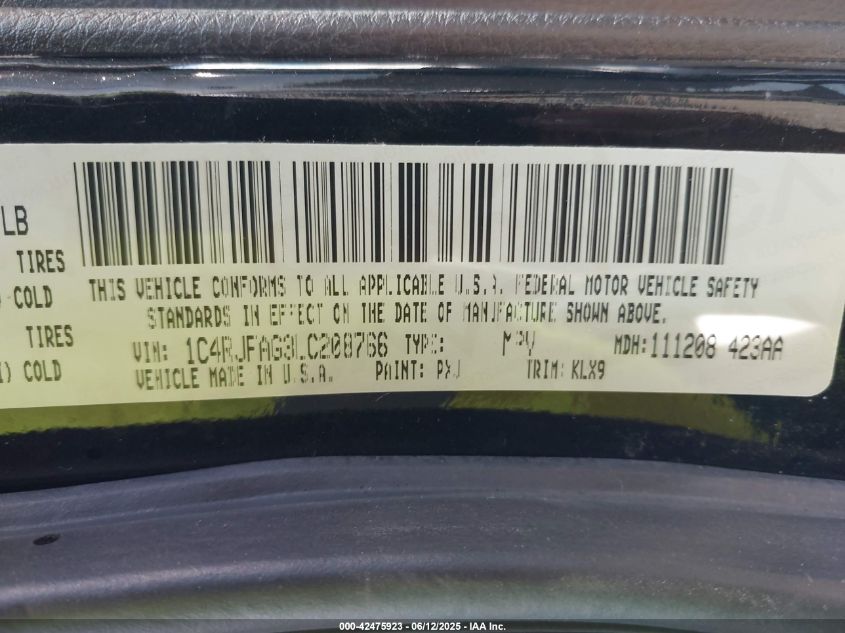 LB
TIRES
COLD
TIRES
) COLD
THIS VEHICLE CONFORMS TO ALL APPLICABLE U.S.A. FEDERAL MOTOR VEHICLE SAFETY
STANDARDS IN EFFECT ON THE DATE OF MANUFACTURE SHOWN ABOVE.
VIN: 1C4RJFAG3LC208766 TYPE: MPV MDH:111208 423AA
VEHICLE MADE IN U.S.A. PAINT: PXJ TRIM: KLX9
000-42475923 - 06/12/2025 - IAA Inc.